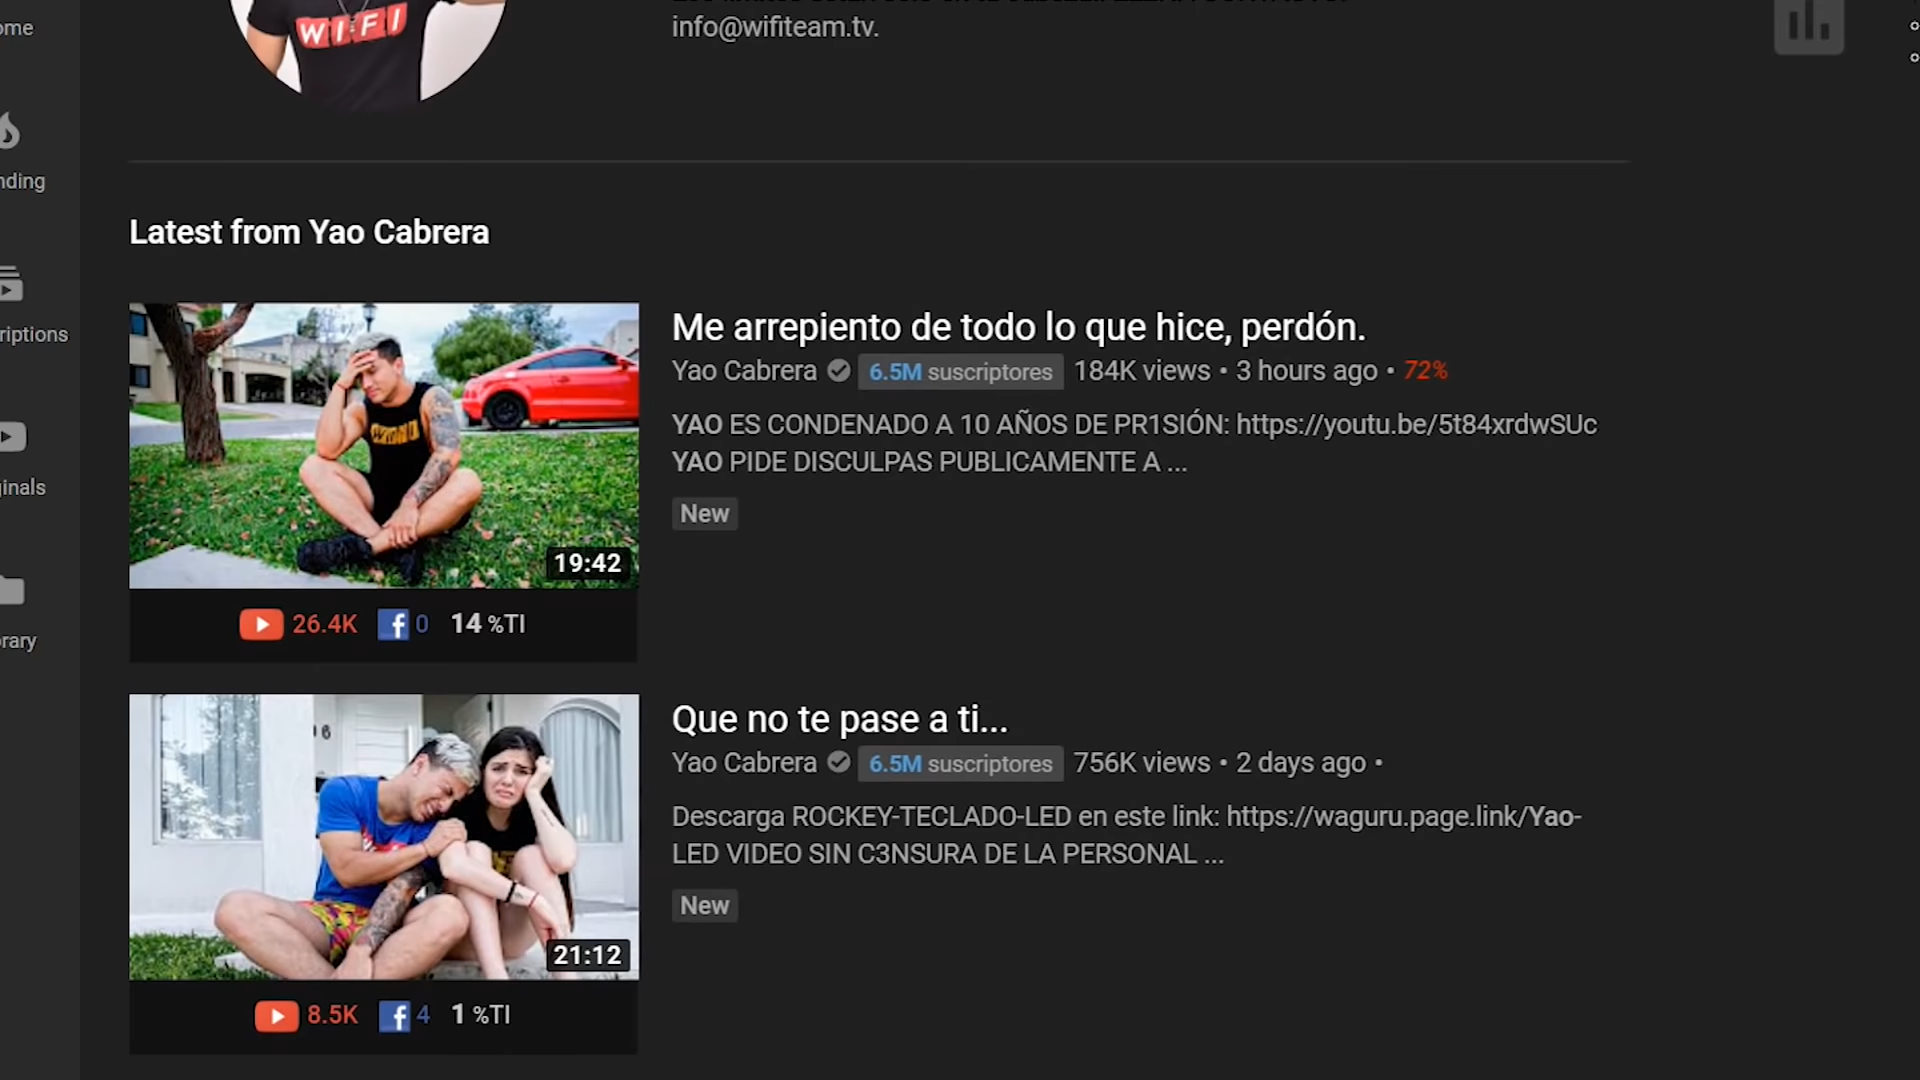 WIFI
info@wifiteam.tv.
ome
nding
riptions
inals
rary
Latest from Yao Cabrera
19:42
26.4K 0 14 %TI
Me arrepiento de todo lo que hice, perdón.
Yao Cabrera 6.5M suscriptores 184K views • 3 hours ago • 72%
YAO ES CONDENADO A 10 AÑOS DE PR1SIÓN: https://youtu.be/5t84xrdwSUc
YAO PIDE DISCULPAS PUBLICAMENTE A ...
New
21:12
8.5K 4 1 %TI
Que no te pase a ti...
Yao Cabrera 6.5M suscriptores 756K views • 2 days ago •
Descarga ROCKEY-TECLADO-LED en este link: https://waguru.page.link/Yao-
LED VIDEO SIN C3NSURA DE LA PERSONAL ...
New